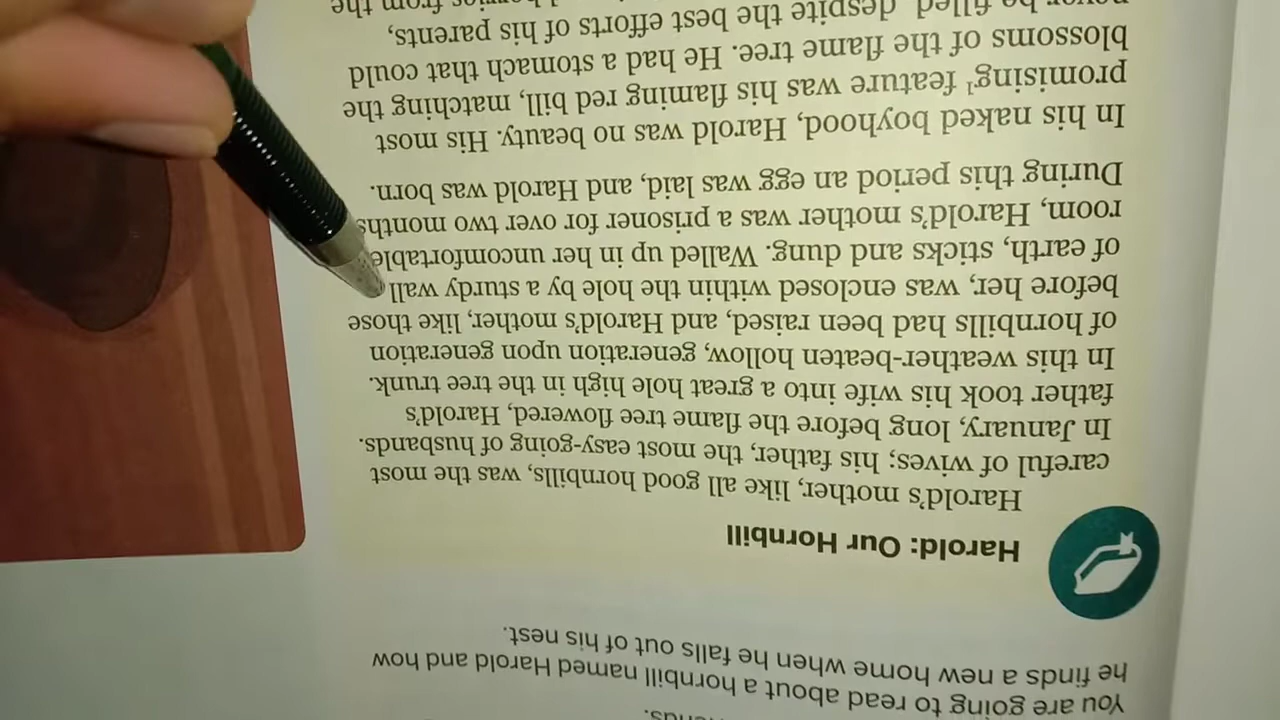 You are going to read about a hornbill named Harold and how
he finds a new home when he falls out of his nest.
Harold: Our Hornbill
Harold's mother, like all good hornbills, was the most
careful of wives; his father, the most easy-going of husbands.
In January, long before the flame tree flowered, Harold's
father took his wife into a great hole high in the tree trunk.
In this weather-beaten hollow, generation upon generation
of hornbills had been raised, and Harold's mother, like those
before her, was enclosed within the hole by a sturdy wall
of earth, sticks and dung. Walled up in her uncomfortable
room, Harold's mother was a prisoner for over two months
During this period an egg was laid, and Harold was born.
In his naked boyhood, Harold was no beauty. His most
promising¹ feature was his flaming red bill, matching the
blossoms of the flame tree. He had a stomach that could
never be filled, despite the best efforts of his parents,
from the